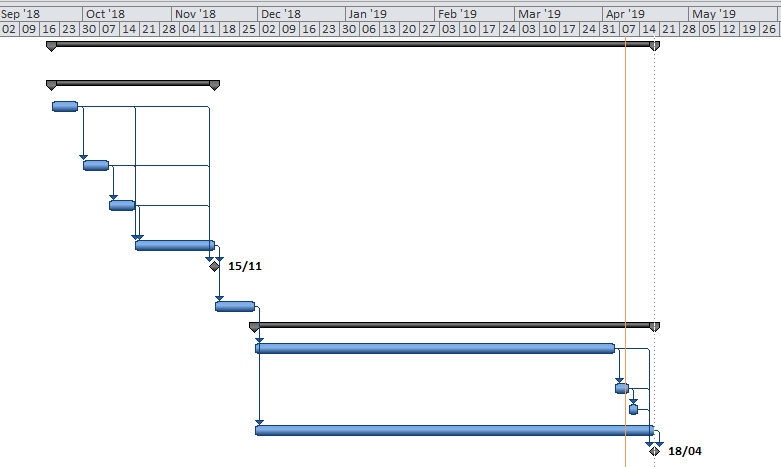 Sep '18 Oct '18 Nov '18 Dec '18 Jan '19 Feb '19 Mar '19 Apr '19 May '19
02 09 16 23 30 07 14 21 28 04 11 18 25 02 09 16 23 30 06 13 20 27 03 10 17 24 03 10 17 24 31 07 14 21 28 05 12 19 26
15/11
18/04